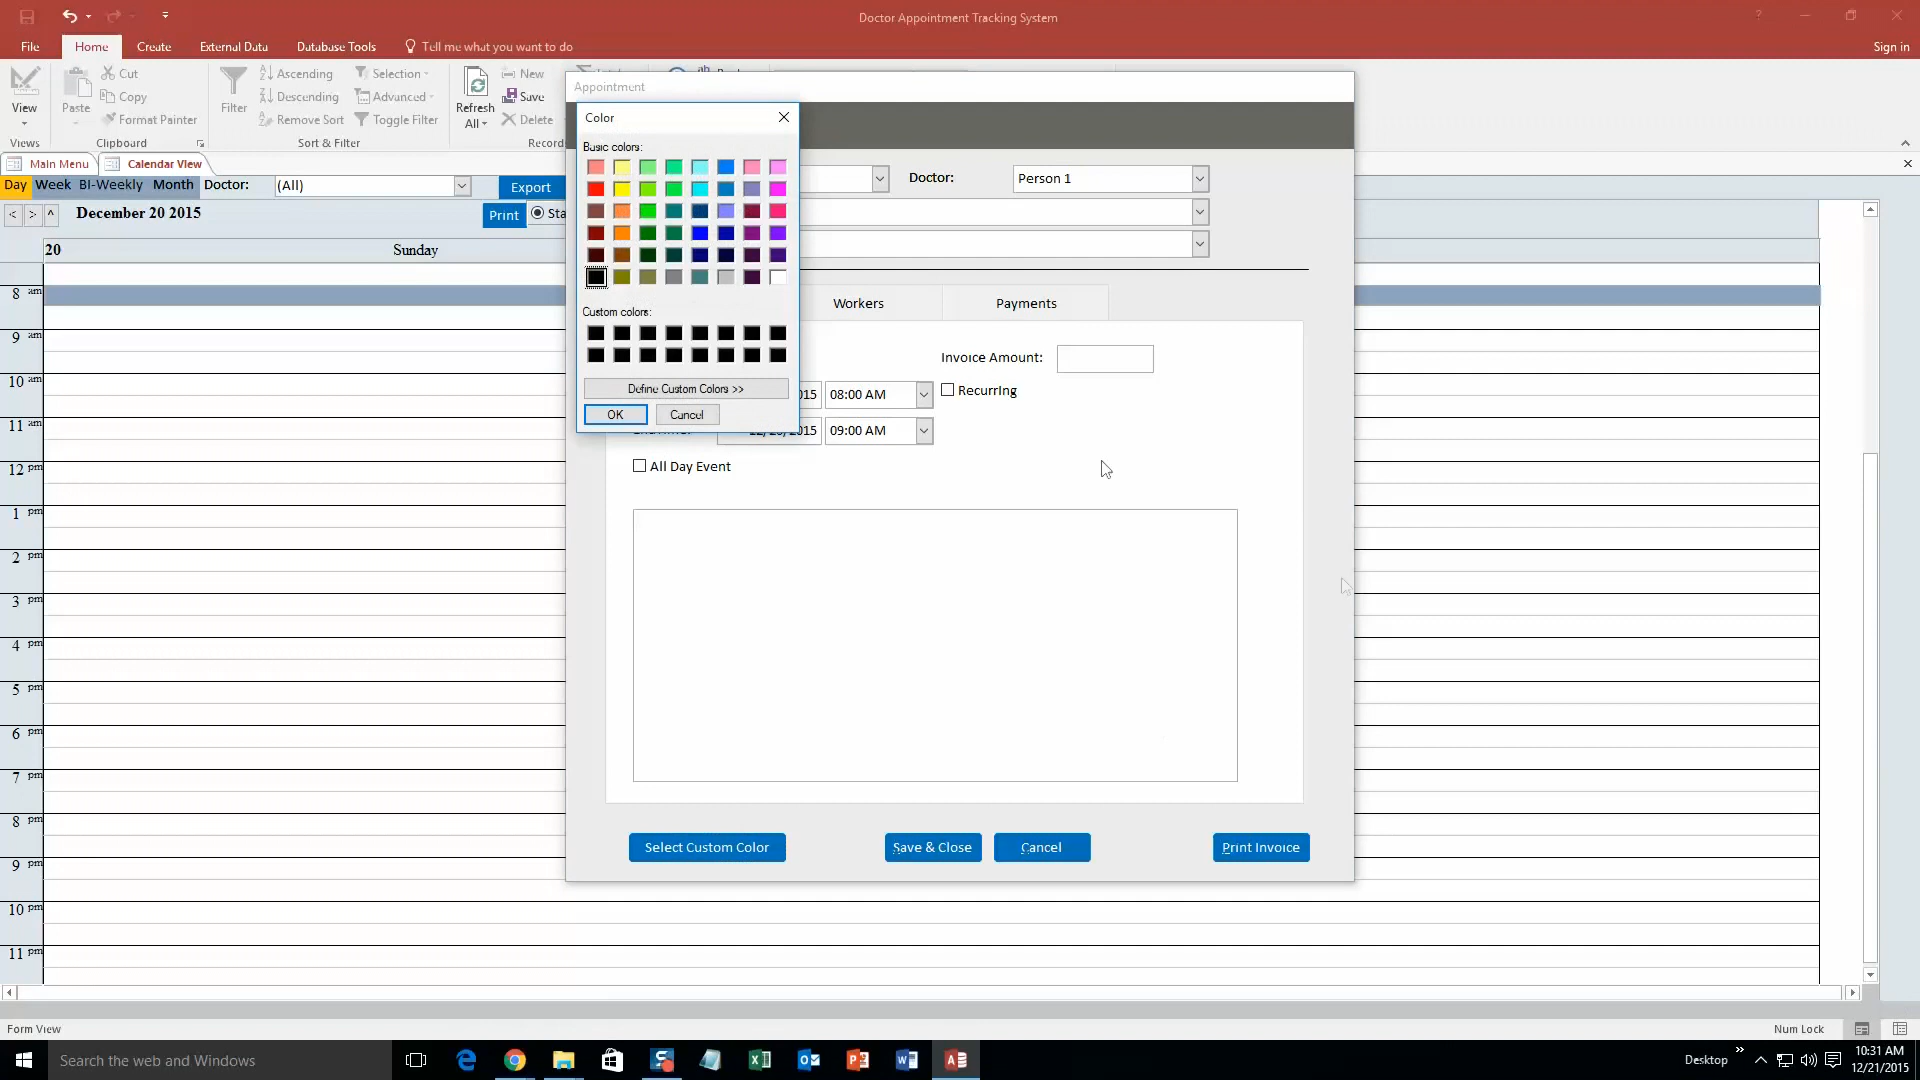 Doctor Appointment Tracking System
?
File Home Create External Data Database Tools Tell me what you want to do Sign in
View Paste Cut Copy Format Painter Filter Ascending Descending Remove Sort Selection Advanced Toggle Filter Refresh All New Save Delete
Views Clipboard Sort & Filter Record
Main Menu Calendar View
Day Week BI-Weekly Month Doctor: (All) Export
< > ^ December 20 2015 Print Sta
20 Sunday
8 am
9 am
10 am
11 am
12 pm
1 pm
2 pm
3 pm
4 pm
5 pm
6 pm
7 pm
8 pm
9 pm
10 pm
11 pm
Appointment
Color
Basic colors:
Custom colors:
Define Custom Colors >>
OK Cancel
Doctor: Person 1
Workers Payments
Invoice Amount:
015 08:00 AM Recurring
2015 09:00 AM
All Day Event
Select Custom Color Save & Close Cancel Print Invoice
Form View Num Lock
Search the web and Windows Desktop 10:31 AM
12/21/2015